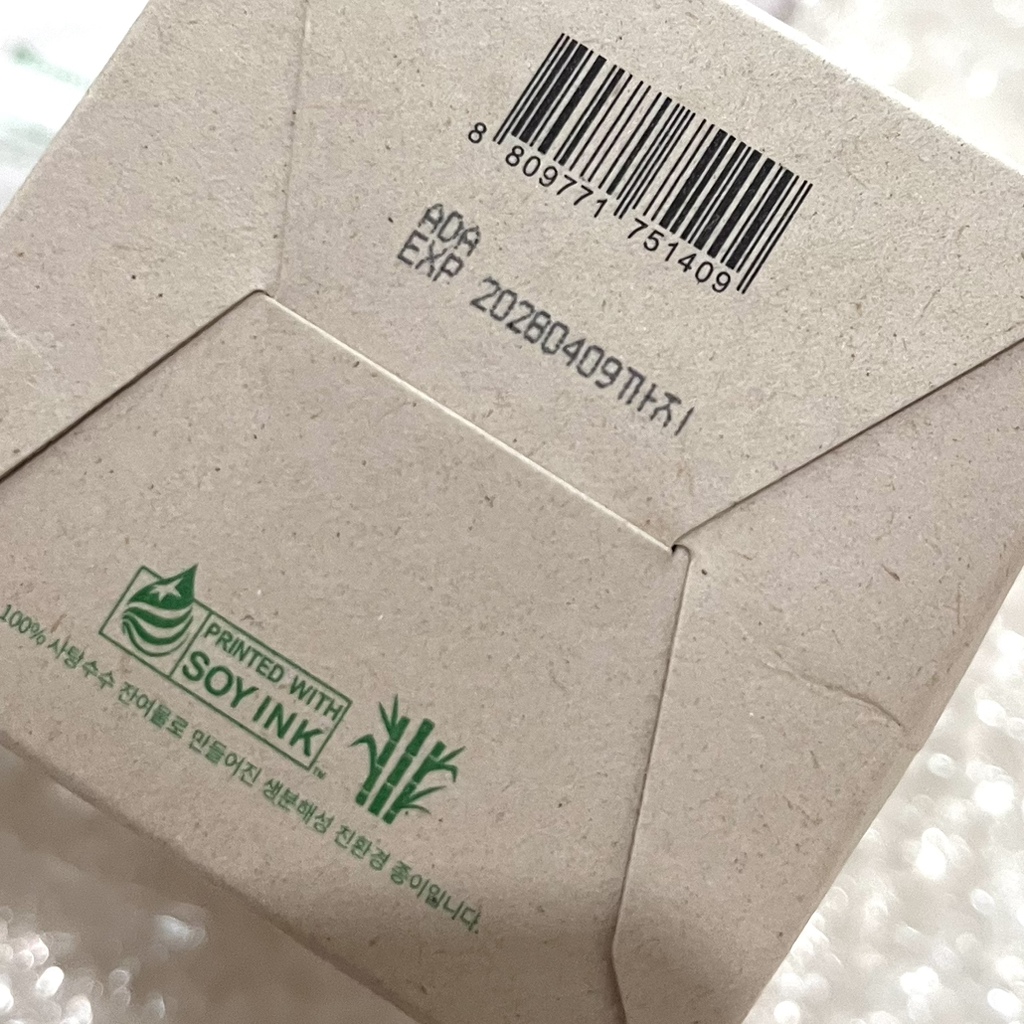 8 809771 751409
ADA
EXP 20280409까지
PRINTED WITH
SOY INK
TM
100% 사탕수수 잔여물로 만들어진 생분해성 친환경 종이입니다.